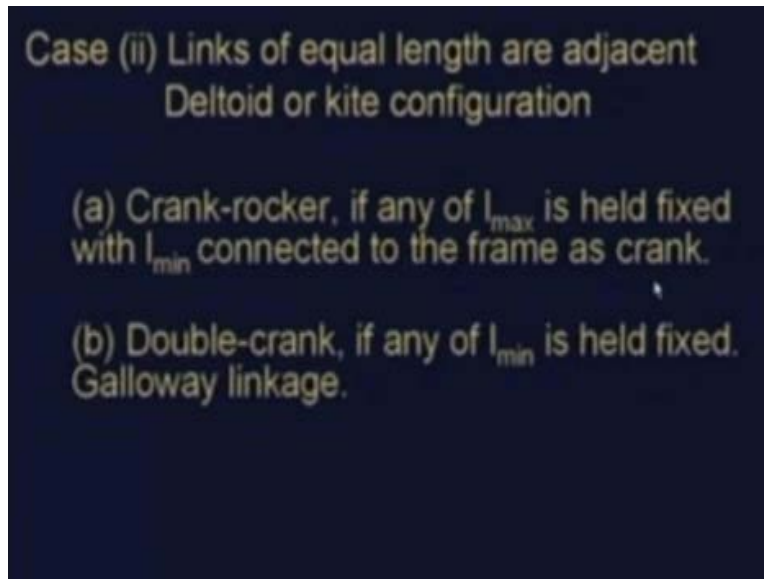 Case (ii) Links of equal length are adjacent
Deltoid or kite configuration
(a) Crank-rocker, if any of lmax is held fixed
with lmin connected to the frame as crank.
(b) Double-crank, if any of lmin is held fixed.
Galloway linkage.